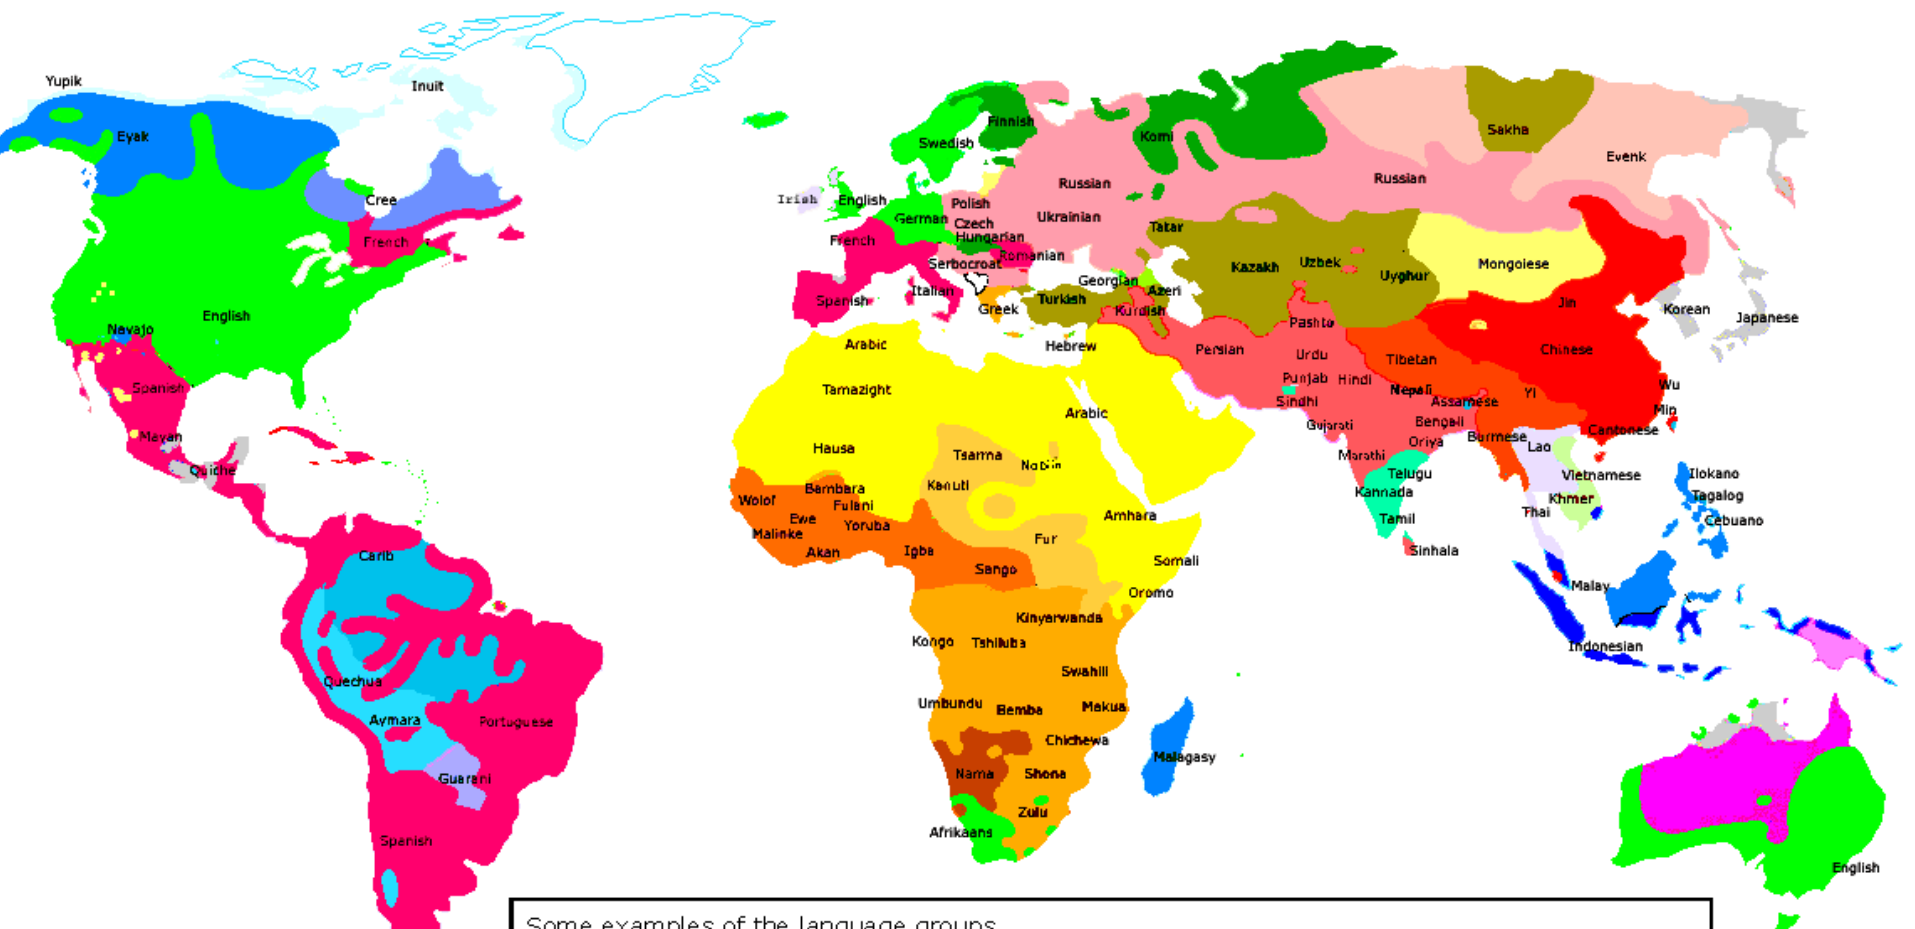 Yupik
Inuit
Eyak
Cree
French
English
Navajo
Spanish
Mayan
Quiche
Carib
Quechua
Aymara
Portuguese
Guarani
Spanish
Finnish
Swedish
Komi
Sakha
Evenk
Russian
Russian
Irish
English
Polish
German
Czech
Ukrainian
Hungarian
French
Romanian
Serbocroat
Tatar
Kazakh
Uzbek
Uyghur
Mongolese
Georgian
Azeri
Italian
Spanish
Turkish
Greek
Kurdish
Jin
Korean
Japanese
Pashto
Hebrew
Arabic
Persian
Urdu
Tibetan
Chinese
Punjab
Hindi
Nepali
Yi
Wu
Tamazight
Sindhi
Assamese
Min
Arabic
Gujarati
Bengali
Cantonese
Oriya
Burmese
Lao
Hausa
Tsarma
Nobiin
Marathi
Telugu
Vietnamese
Ilokano
Kanuti
Bambara
Kannada
Khmer
Tagalog
Wolof
Fulani
Ewe
Yoruba
Amhara
Tamil
Thai
Cebuano
Malinke
Akan
Igba
Fur
Sinhala
Sango
Somali
Malay
Oromo
Kinyarwanda
Kongo
Tshiluba
Indonesian
Swahili
Umbundu
Bemba
Makua
Chichewa
Malagasy
Nama
Shona
Zulu
Afrikaans
English
Some examples of the language groups